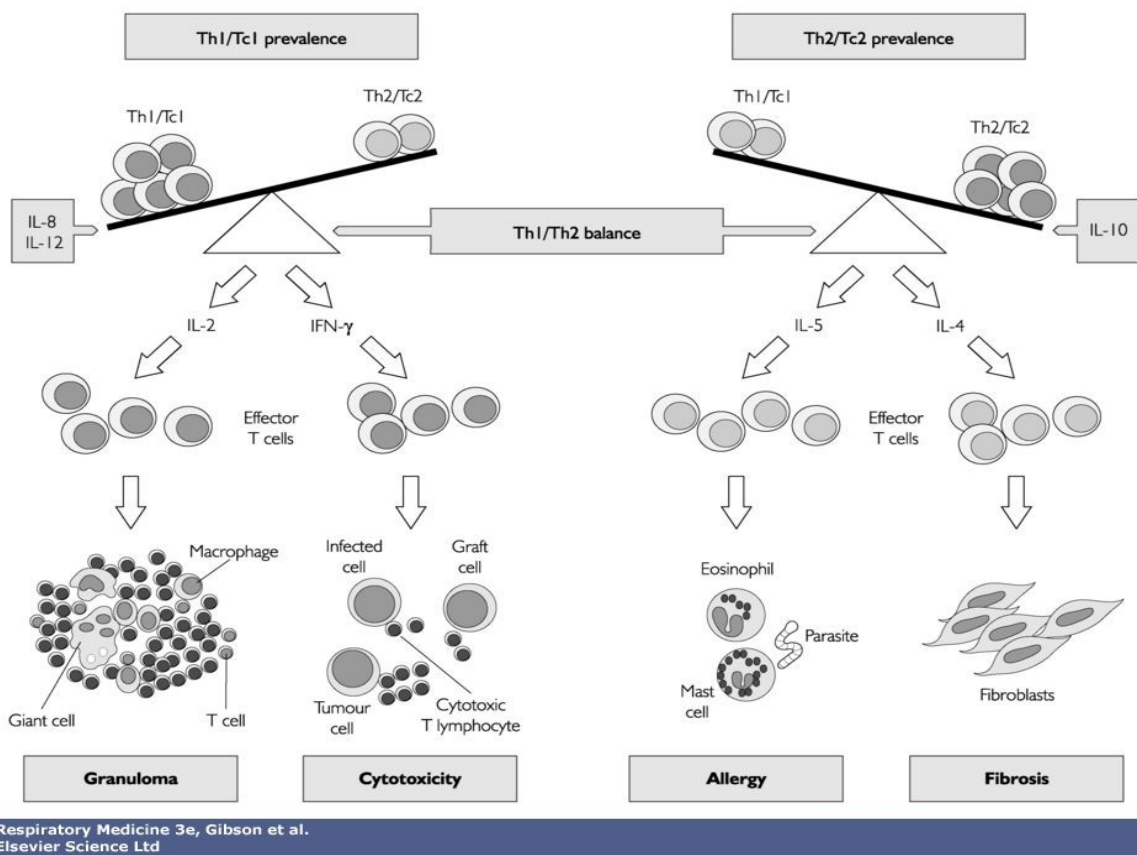 Th1/Tc1 prevalence
Th2/Tc2 prevalence
Th1/Tc1
Th2/Tc2
Th1/Tc1
Th2/Tc2
IL-8
IL-12
Th1/Th2 balance
IL-10
IL-2
IFN-γ
IL-5
IL-4
Effector
T cells
Effector
T cells
Macrophage
Giant cell
T cell
Infected
cell
Graft
cell
Tumour
cell
Cytotoxic
T lymphocyte
Eosinophil
Parasite
Mast
cell
Fibroblasts
Granuloma
Cytotoxicity
Allergy
Fibrosis
Respiratory Medicine 3e, Gibson et al.
Elsevier Science Ltd